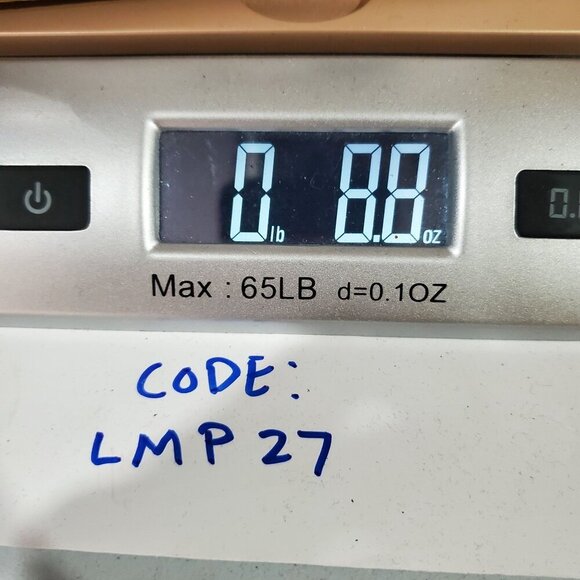 0 lb 8.8 oz
Max : 65LB d=0.1OZ
CODE:
LMP 27